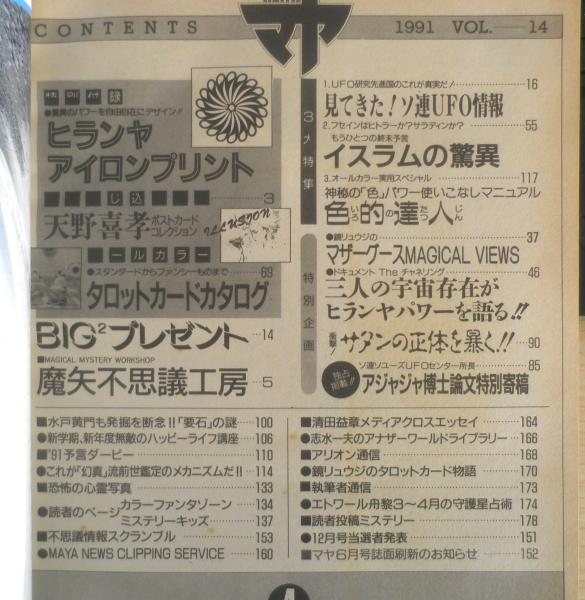 CONTENTS
マヤ
1991 VOL.—14
特別付録
●驚異のパワーを自由自在にデザイン!!
ヒランヤ
アイロンプリント
じ込
3
天野喜孝ポストカードコレクション
ILLUSION
ールカラー
●スタンダードからファンシーものまで……69
タロットカードカタログ
BIG²プレゼント……14
■MAGICAL MYSTERY WORKSHOP
魔矢不思議工房……5
3大特集
1.UFO研究先進国のこれが真実だ!……16
見てきた!ソ連UFO情報
2.フセインはヒトラーか?サラディンか?……55
もうひとつの終末予言
イスラムの驚異
3.オールカラー実用スペシャル……117
神秘の「色」パワー使いこなしマニュアル
色的の達人
いろ たつ じん
特別企画
●鏡リュウジの……37
マザーグースMAGICAL VIEWS
●ドキュメント The チャネリング……46
三人の宇宙存在が
ヒランヤパワーを語る!!
衝撃!サタンの正体を暴く!!……90
独占掲載!!
ソ連ソユーズUFOセンター所長……85
アジャジャ博士論文特別寄稿
■水戸黄門も発掘を断念!!「要石」の謎……100
●新学期、新年度無敵のハッピーライフ講座……106
■'91予言ダービー……110
●これが「幻真」流前世鑑定のメカニズムだ!!……114
■恐怖の心霊写真……133
●読者のページ
カラーファンタゾーン……134
ミステリーキッズ……137
■不思議情報スクランブル……153
●MAYA NEWS CLIPPING SERVICE……160
■清田益章メディアクロスエッセイ……164
●志水一夫のアナザーワールドライブラリー……166
■アリオン通信……168
●鏡リュウジのタロットカード物語……170
■執筆者通信……173
●エトワール舟黎3〜4月の守護星占術……174
■読者投稿ミステリー……178
●12月号当選者発表……151
■マヤ6月号誌面刷新のお知らせ……152
4